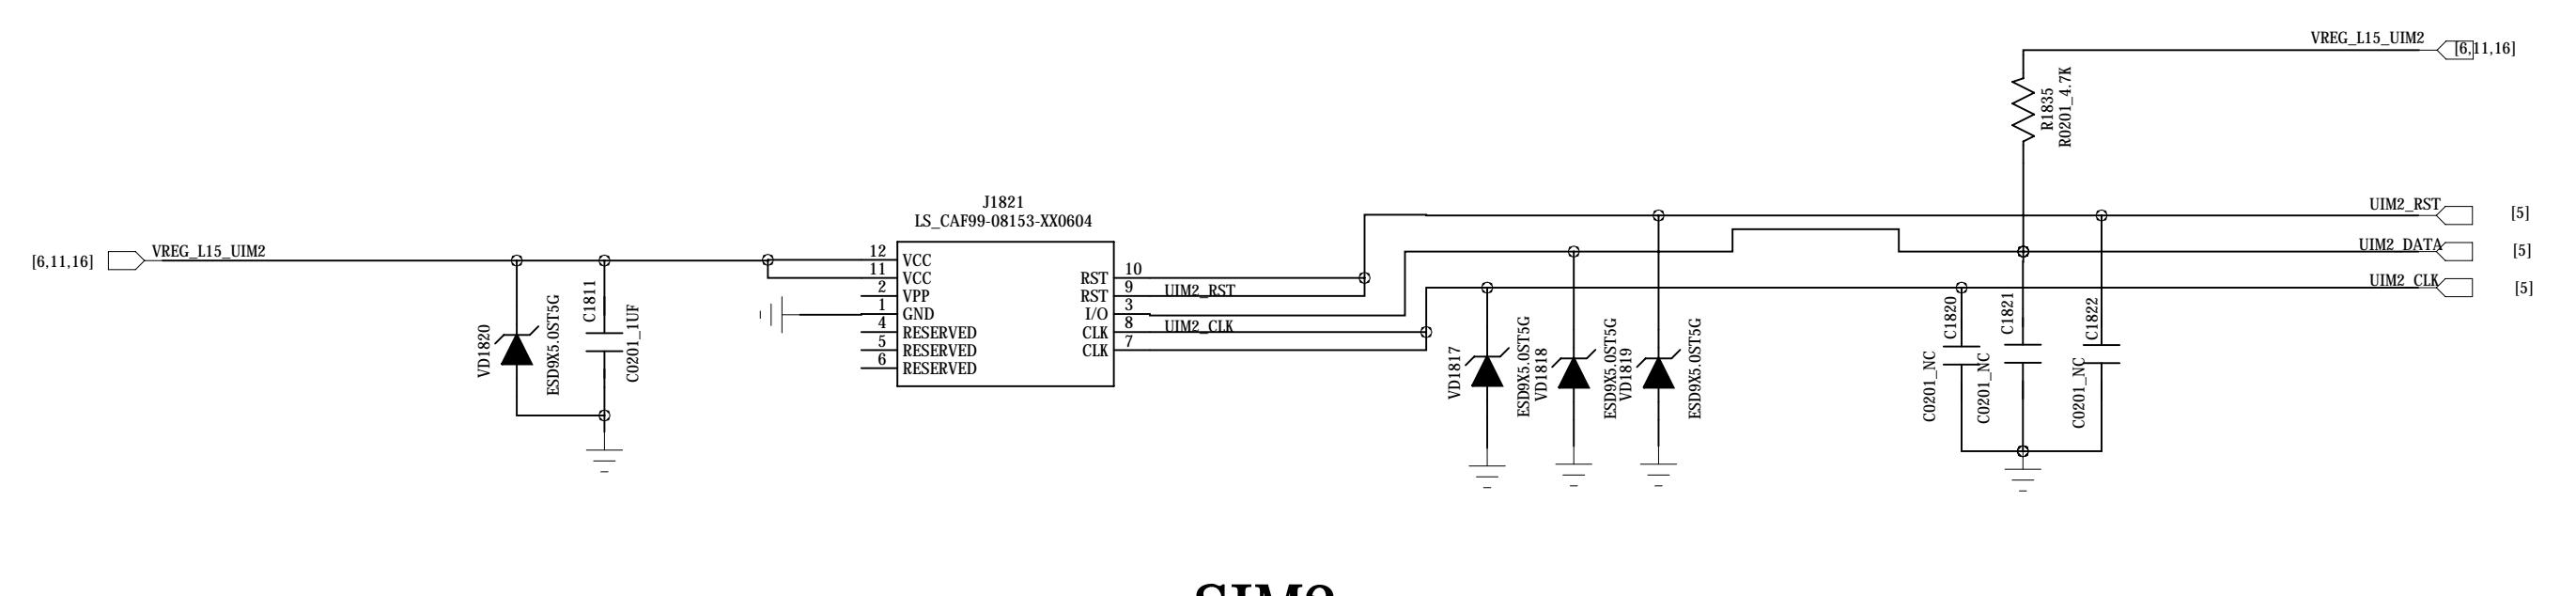 VREG_L15_UIM2
[6,11,16]
R1835
R0201_4.7K
J1821
LS_CAF99-08153-XX0604
UIM2_RST
[5]
[6,11,16]
VREG_L15_UIM2
12
VCC
11
VCC
2
VPP
1
GND
4
RESERVED
5
RESERVED
6
RESERVED
10
RST
9
RST
UIM2_RST
3
I/O
8
CLK
UIM2_CLK
7
CLK
UIM2_DATA
[5]
UIM2_CLK
[5]
VD1820
ESD9X5.0ST5G
C1811
C0201_1UF
VD1817
ESD9X5.0ST5G
VD1818
ESD9X5.0ST5G
VD1819
ESD9X5.0ST5G
C1820
C0201_NC
C1821
C0201_NC
C1822
C0201_NC
SIM2